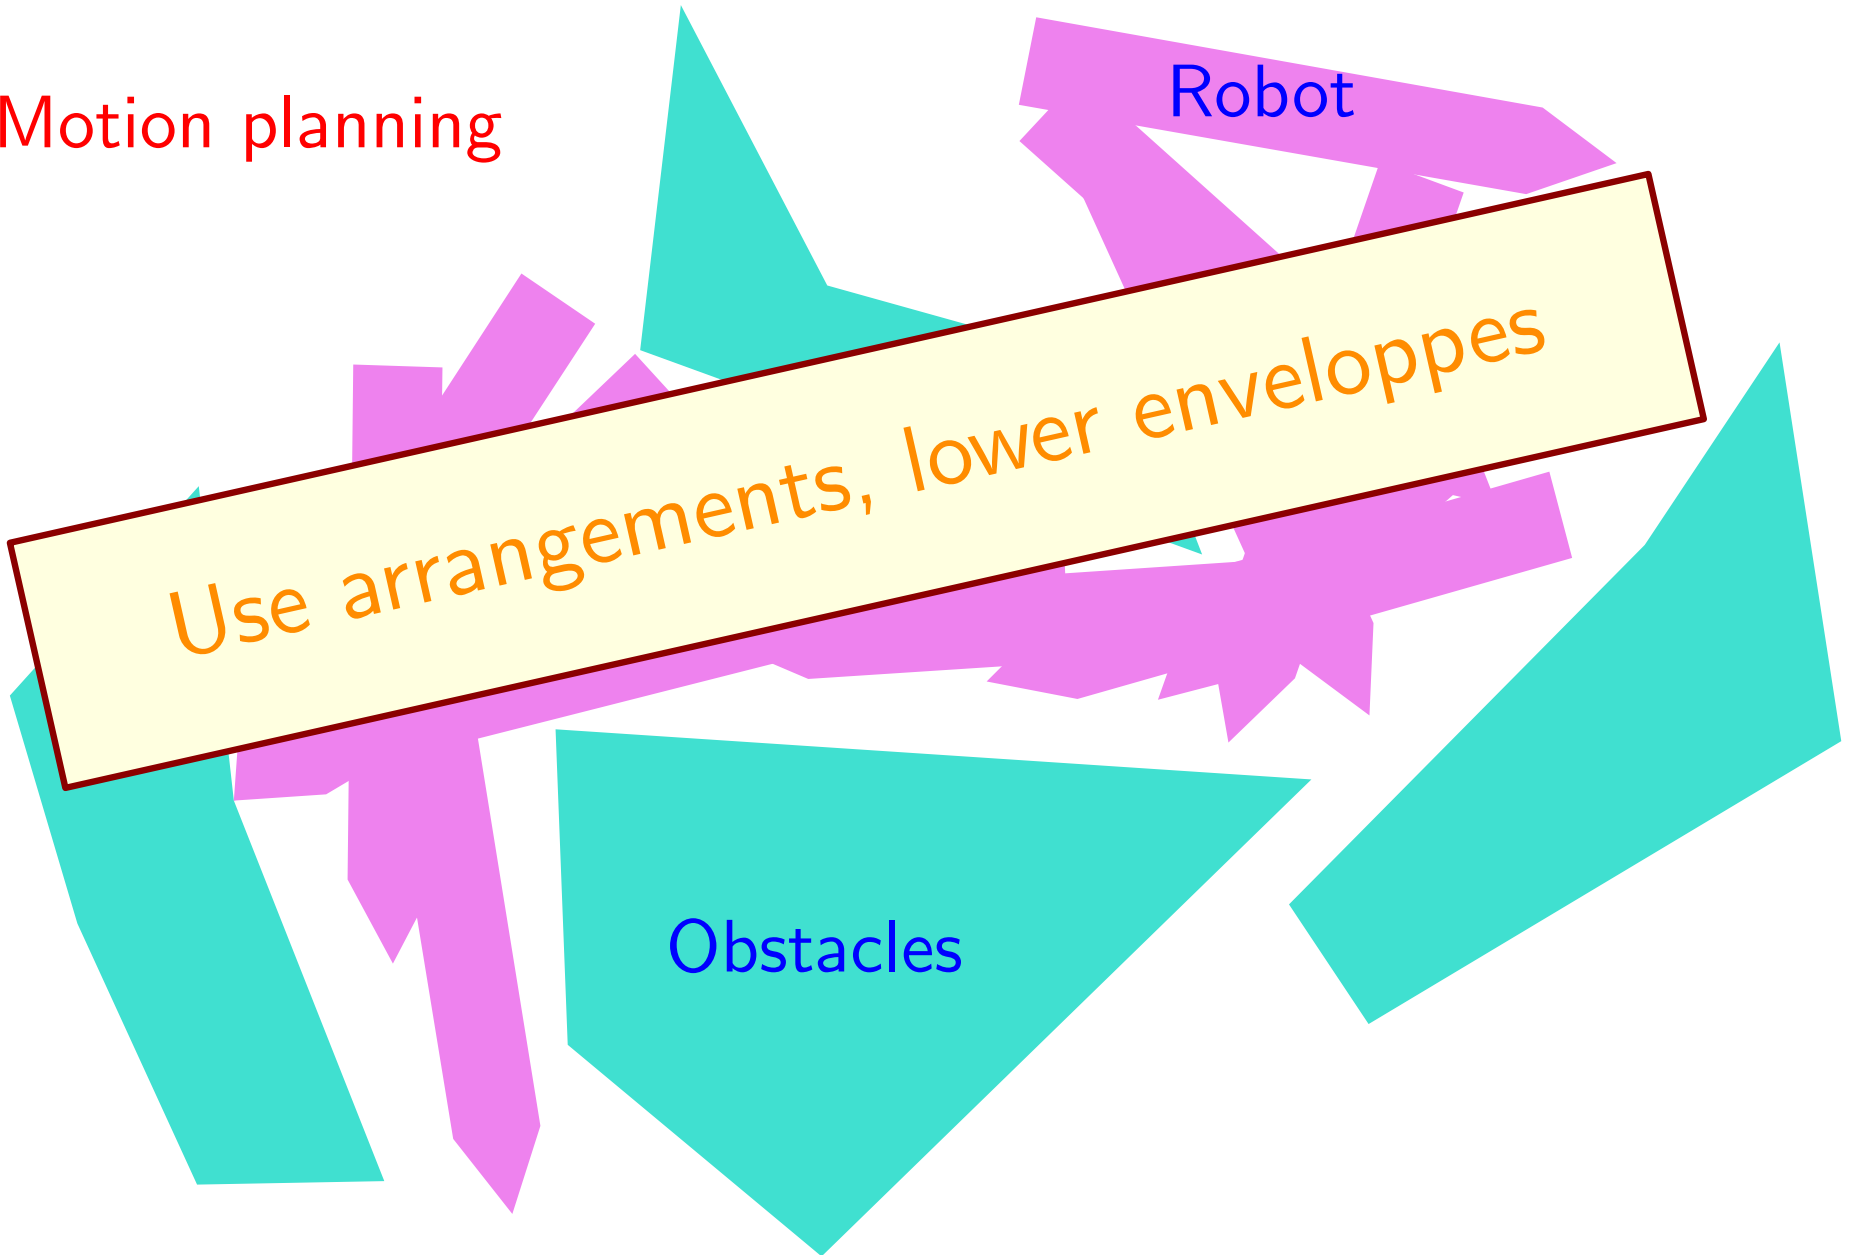 Robot
Motion planning
Use arrangements, lower enveloppes
Obstacles